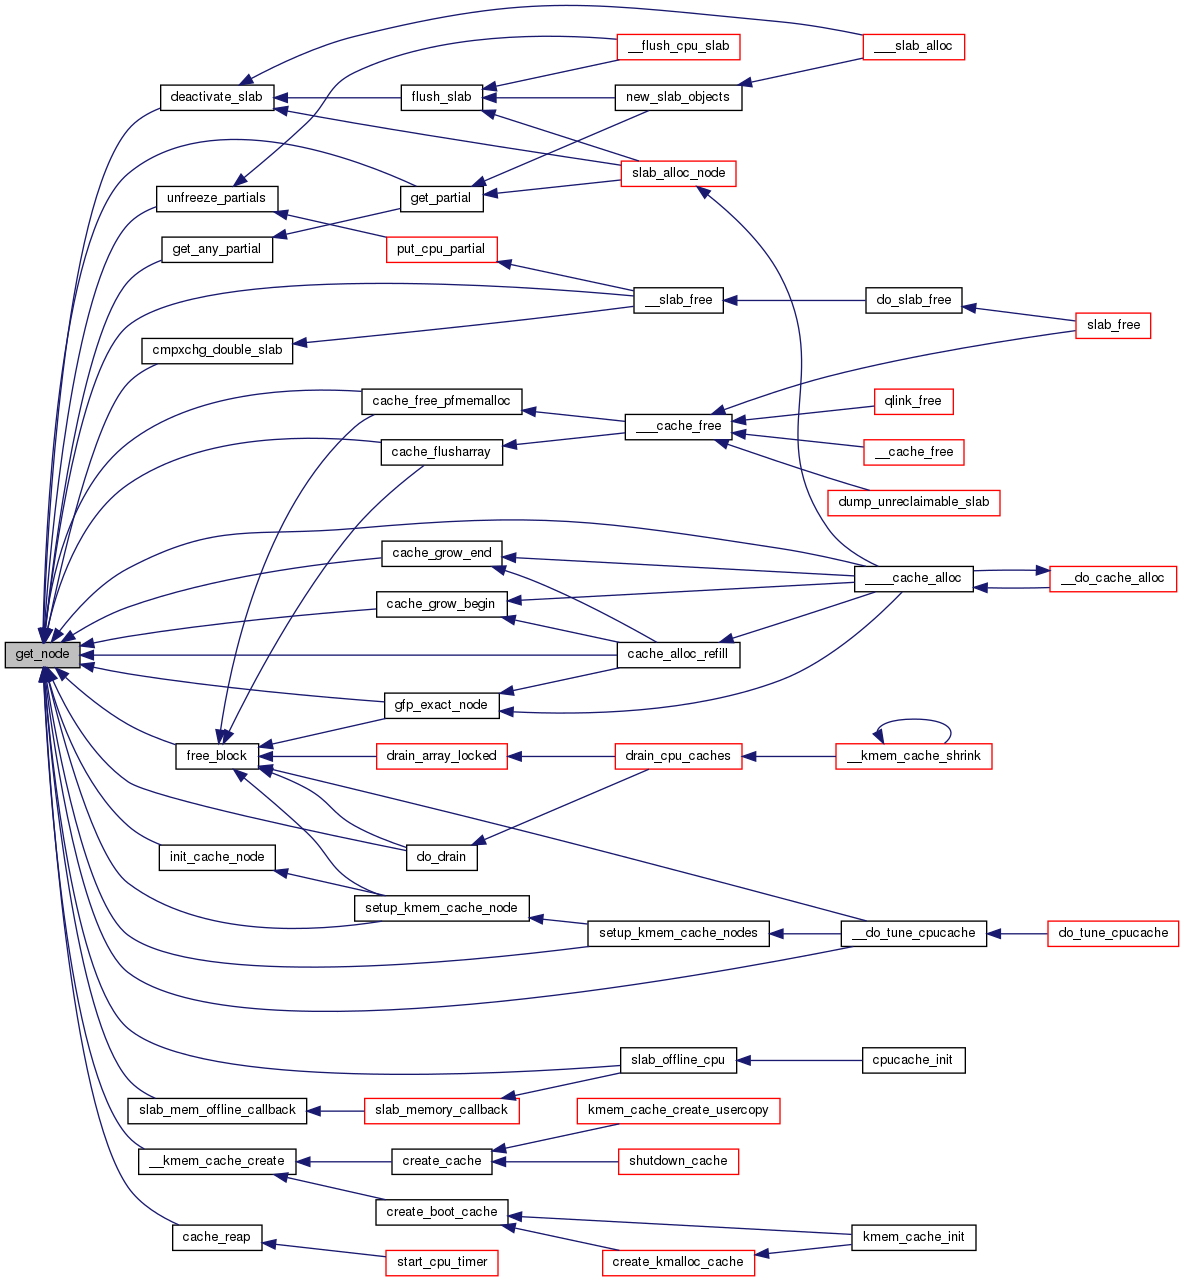 ___slab_alloc
__flush_cpu_slab
deactivate_slab
flush_slab
new_slab_objects
slab_alloc_node
unfreeze_partials
get_partial
get_any_partial
put_cpu_partial
__slab_free
do_slab_free
slab_free
cmpxchg_double_slab
cache_free_pfmemalloc
qlink_free
___cache_free
cache_flusharray
__cache_free
dump_unreclaimable_slab
cache_grow_end
____cache_alloc
__do_cache_alloc
cache_grow_begin
get_node
cache_alloc_refill
gfp_exact_node
free_block
drain_array_locked
drain_cpu_caches
__kmem_cache_shrink
init_cache_node
do_drain
setup_kmem_cache_node
setup_kmem_cache_nodes
__do_tune_cpucache
do_tune_cpucache
slab_offline_cpu
cpucache_init
slab_mem_offline_callback
slab_memory_callback
kmem_cache_create_usercopy
__kmem_cache_create
create_cache
shutdown_cache
create_boot_cache
cache_reap
kmem_cache_init
start_cpu_timer
create_kmalloc_cache